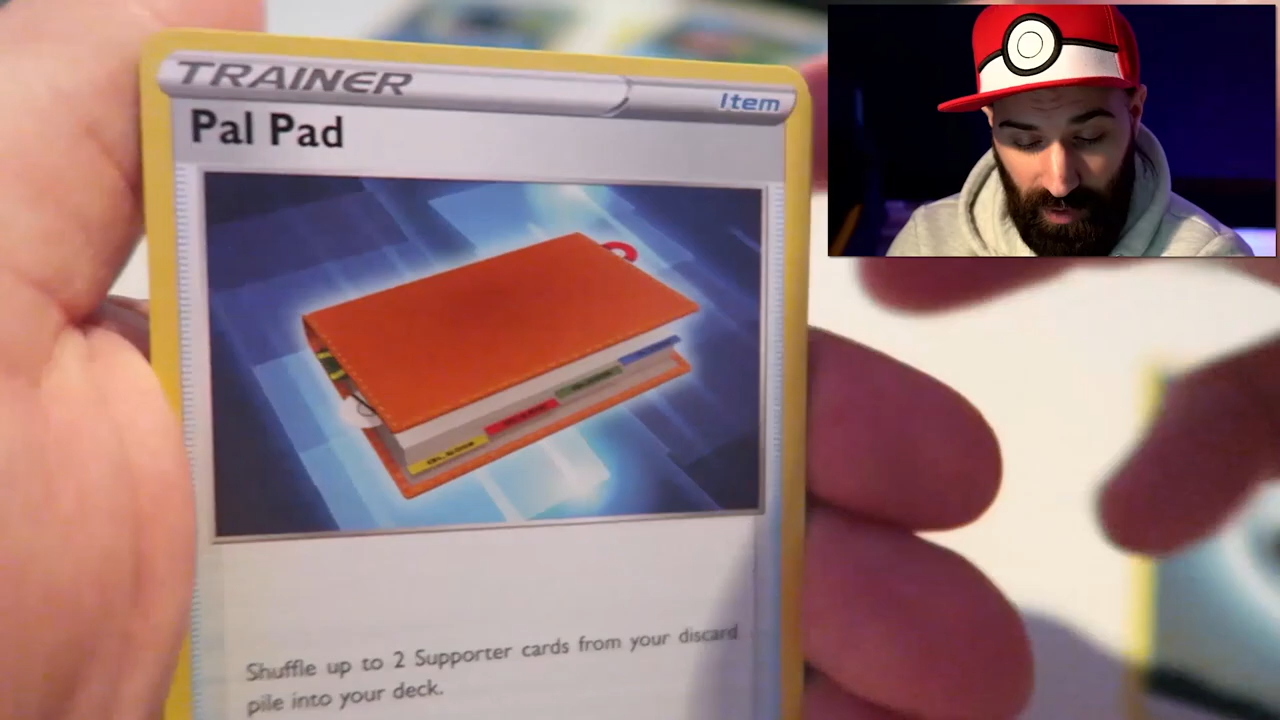 TRAINER
Item
Pal Pad
Shuffle up to 2 Supporter cards from your discard
pile into your deck.